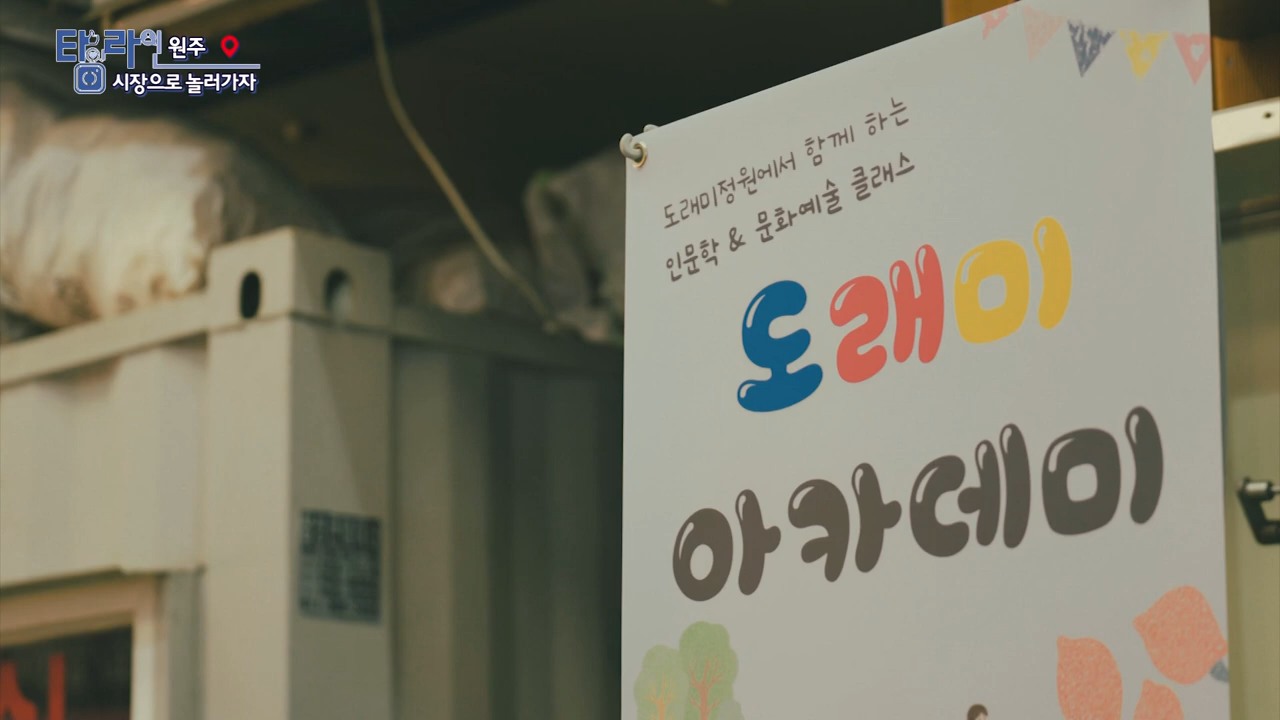 타임라인 원주
시장으로 놀러가자
도래미정원에서 함께 하는
인문학 & 문화예술 클래스
도래미
아카데미